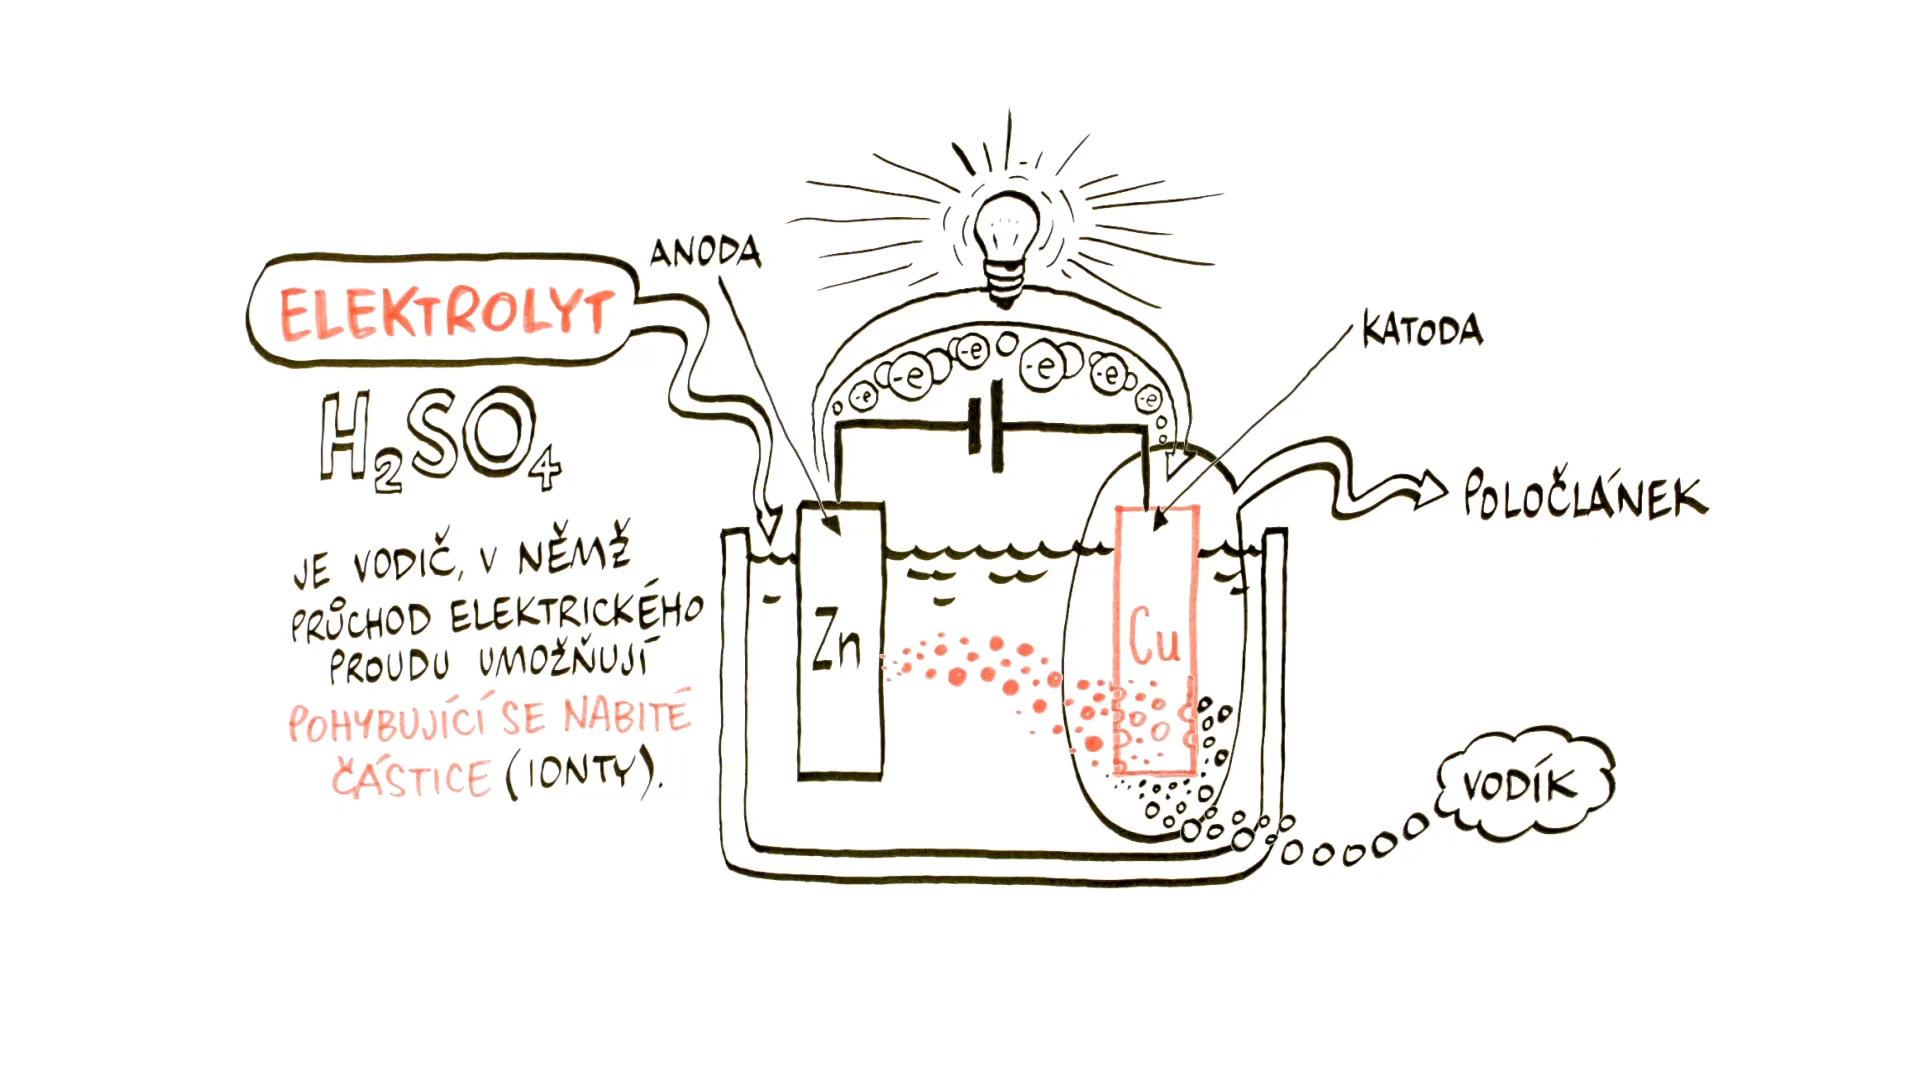 ANODA
ELEKTROLYT
KATODA
-e -e -e -e -e -e
H₂SO₄
POLOČLÁNEK
JE VODIČ, V NĚMŽ
PRŮCHOD ELEKTRICKÉHO
PROUDU UMOŽŇUJÍ
POHYBUJÍCÍ SE NABITÉ
ČÁSTICE (IONTY).
Zn
Cu
VODÍK